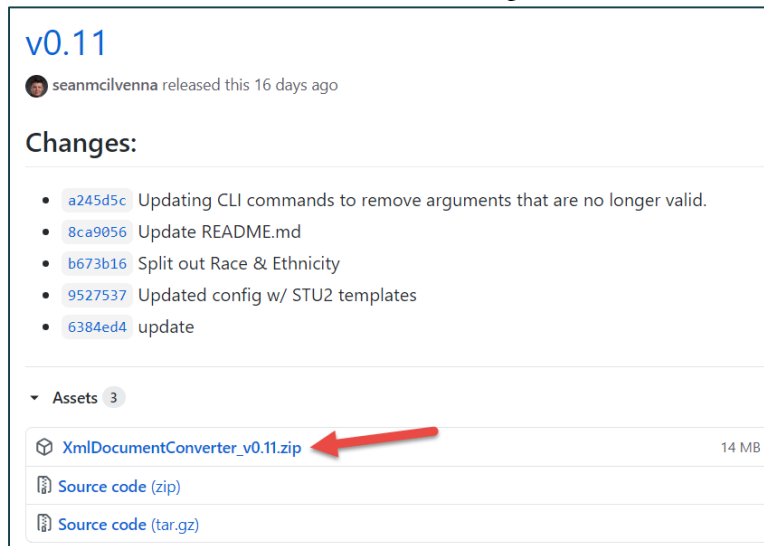 v0.11
seanmcilvenna released this 16 days ago
Changes:
a245d5c Updating CLI commands to remove arguments that are no longer valid.
8ca9056 Update README.md
b673b16 Split out Race & Ethnicity
9527537 Updated config w/ STU2 templates
6384ed4 update
Assets 3
XmlDocumentConverter_v0.11.zip 14 MB
Source code (zip)
Source code (tar.gz)